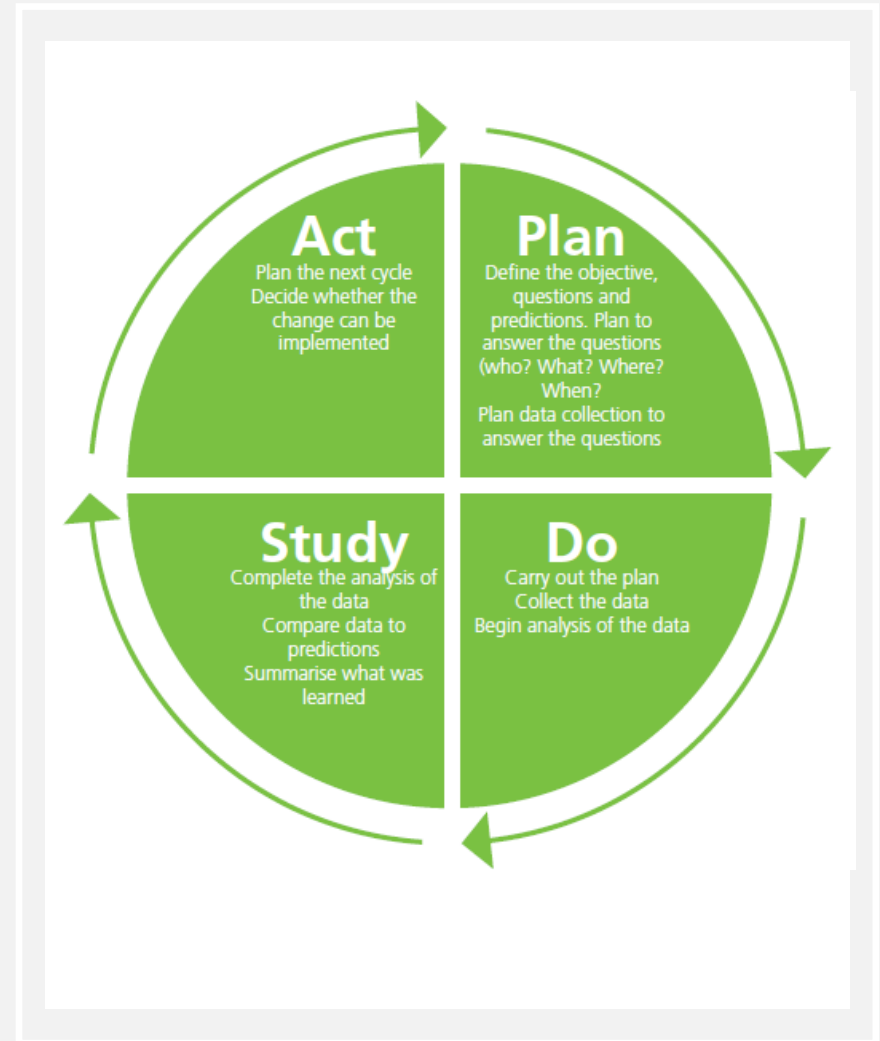 Act
Plan the next cycle
Decide whether the
change can be
implemented
Plan
Define the objective,
questions and
predictions. Plan to
answer the questions
(who? What? Where?
When?
Plan data collection to
answer the questions
Study
Complete the analysis of
the data
Compare data to
predictions
Summarise what was
learned
Do
Carry out the plan
Collect the data
Begin analysis of the data